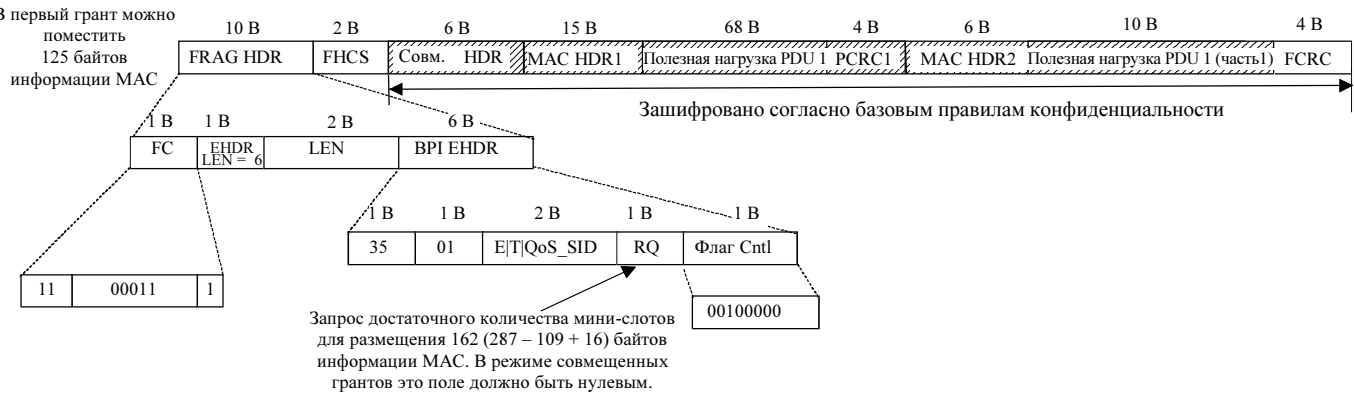 В первый грант можно
поместить
125 байтов
информации MAC
10 B 2 B 6 B 15 B 68 B 4 B 6 B 10 B 4 B
FRAG HDR FHCS Совм. HDR MAC HDR1 Полезная нагрузка PDU 1 PCRC1 MAC HDR2 Полезная нагрузка PDU 1 (часть1) FCRC
Зашифровано согласно базовым правилам конфиденциальности
1 B 1 B 2 B 6 B
FC EHDR LEN = 6 LEN BPI EHDR
1 B 1 B 2 B 1 B 1 B
35 01 E|T|QoS_SID RQ Флаг Cntl
11 00011 1
00100000
Запрос достаточного количества мини-слотов
для размещения 162 (287 – 109 + 16) байтов
информации MAC. В режиме совмещенных
грантов это поле должно быть нулевым.